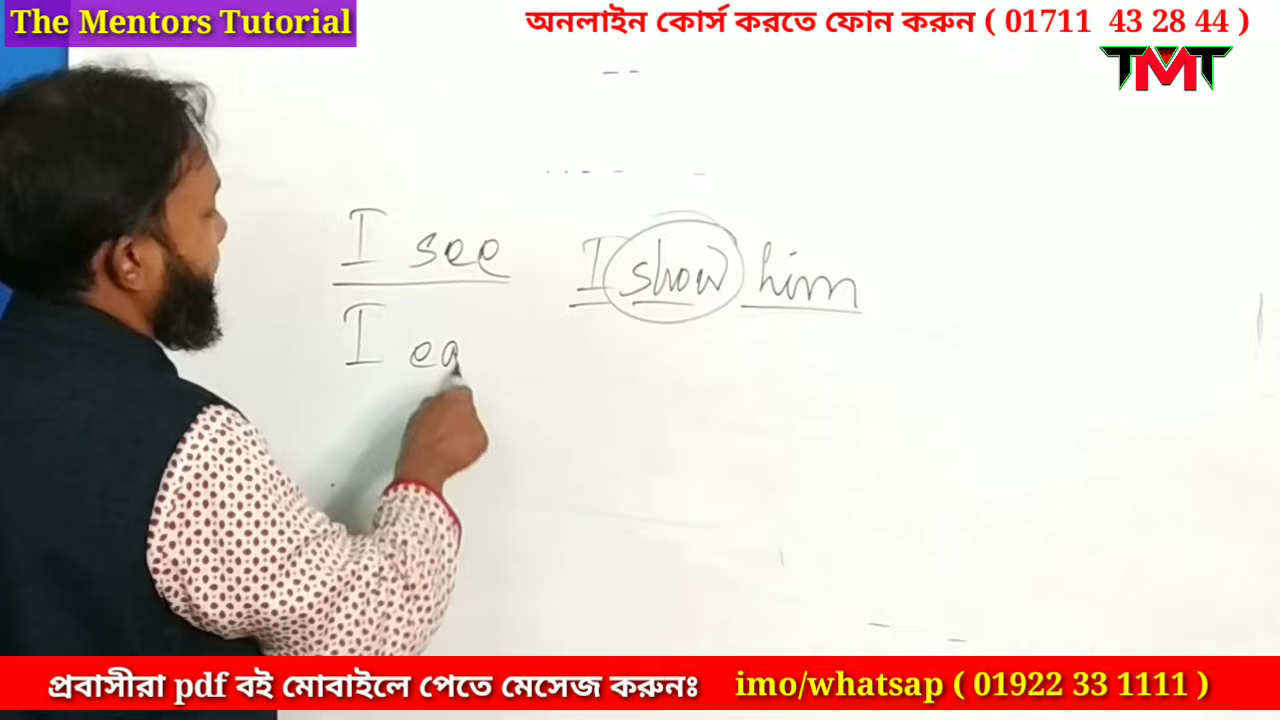 The Mentors Tutorial
অনলাইন কোর্স করতে ফোন করুন ( 01711 43 28 44 )
TMT
I see I show him
I ea
প্রবাসীরা pdf বই মোবাইলে পেতে মেসেজ করুনঃ imo/whatsap ( 01922 33 1111 )